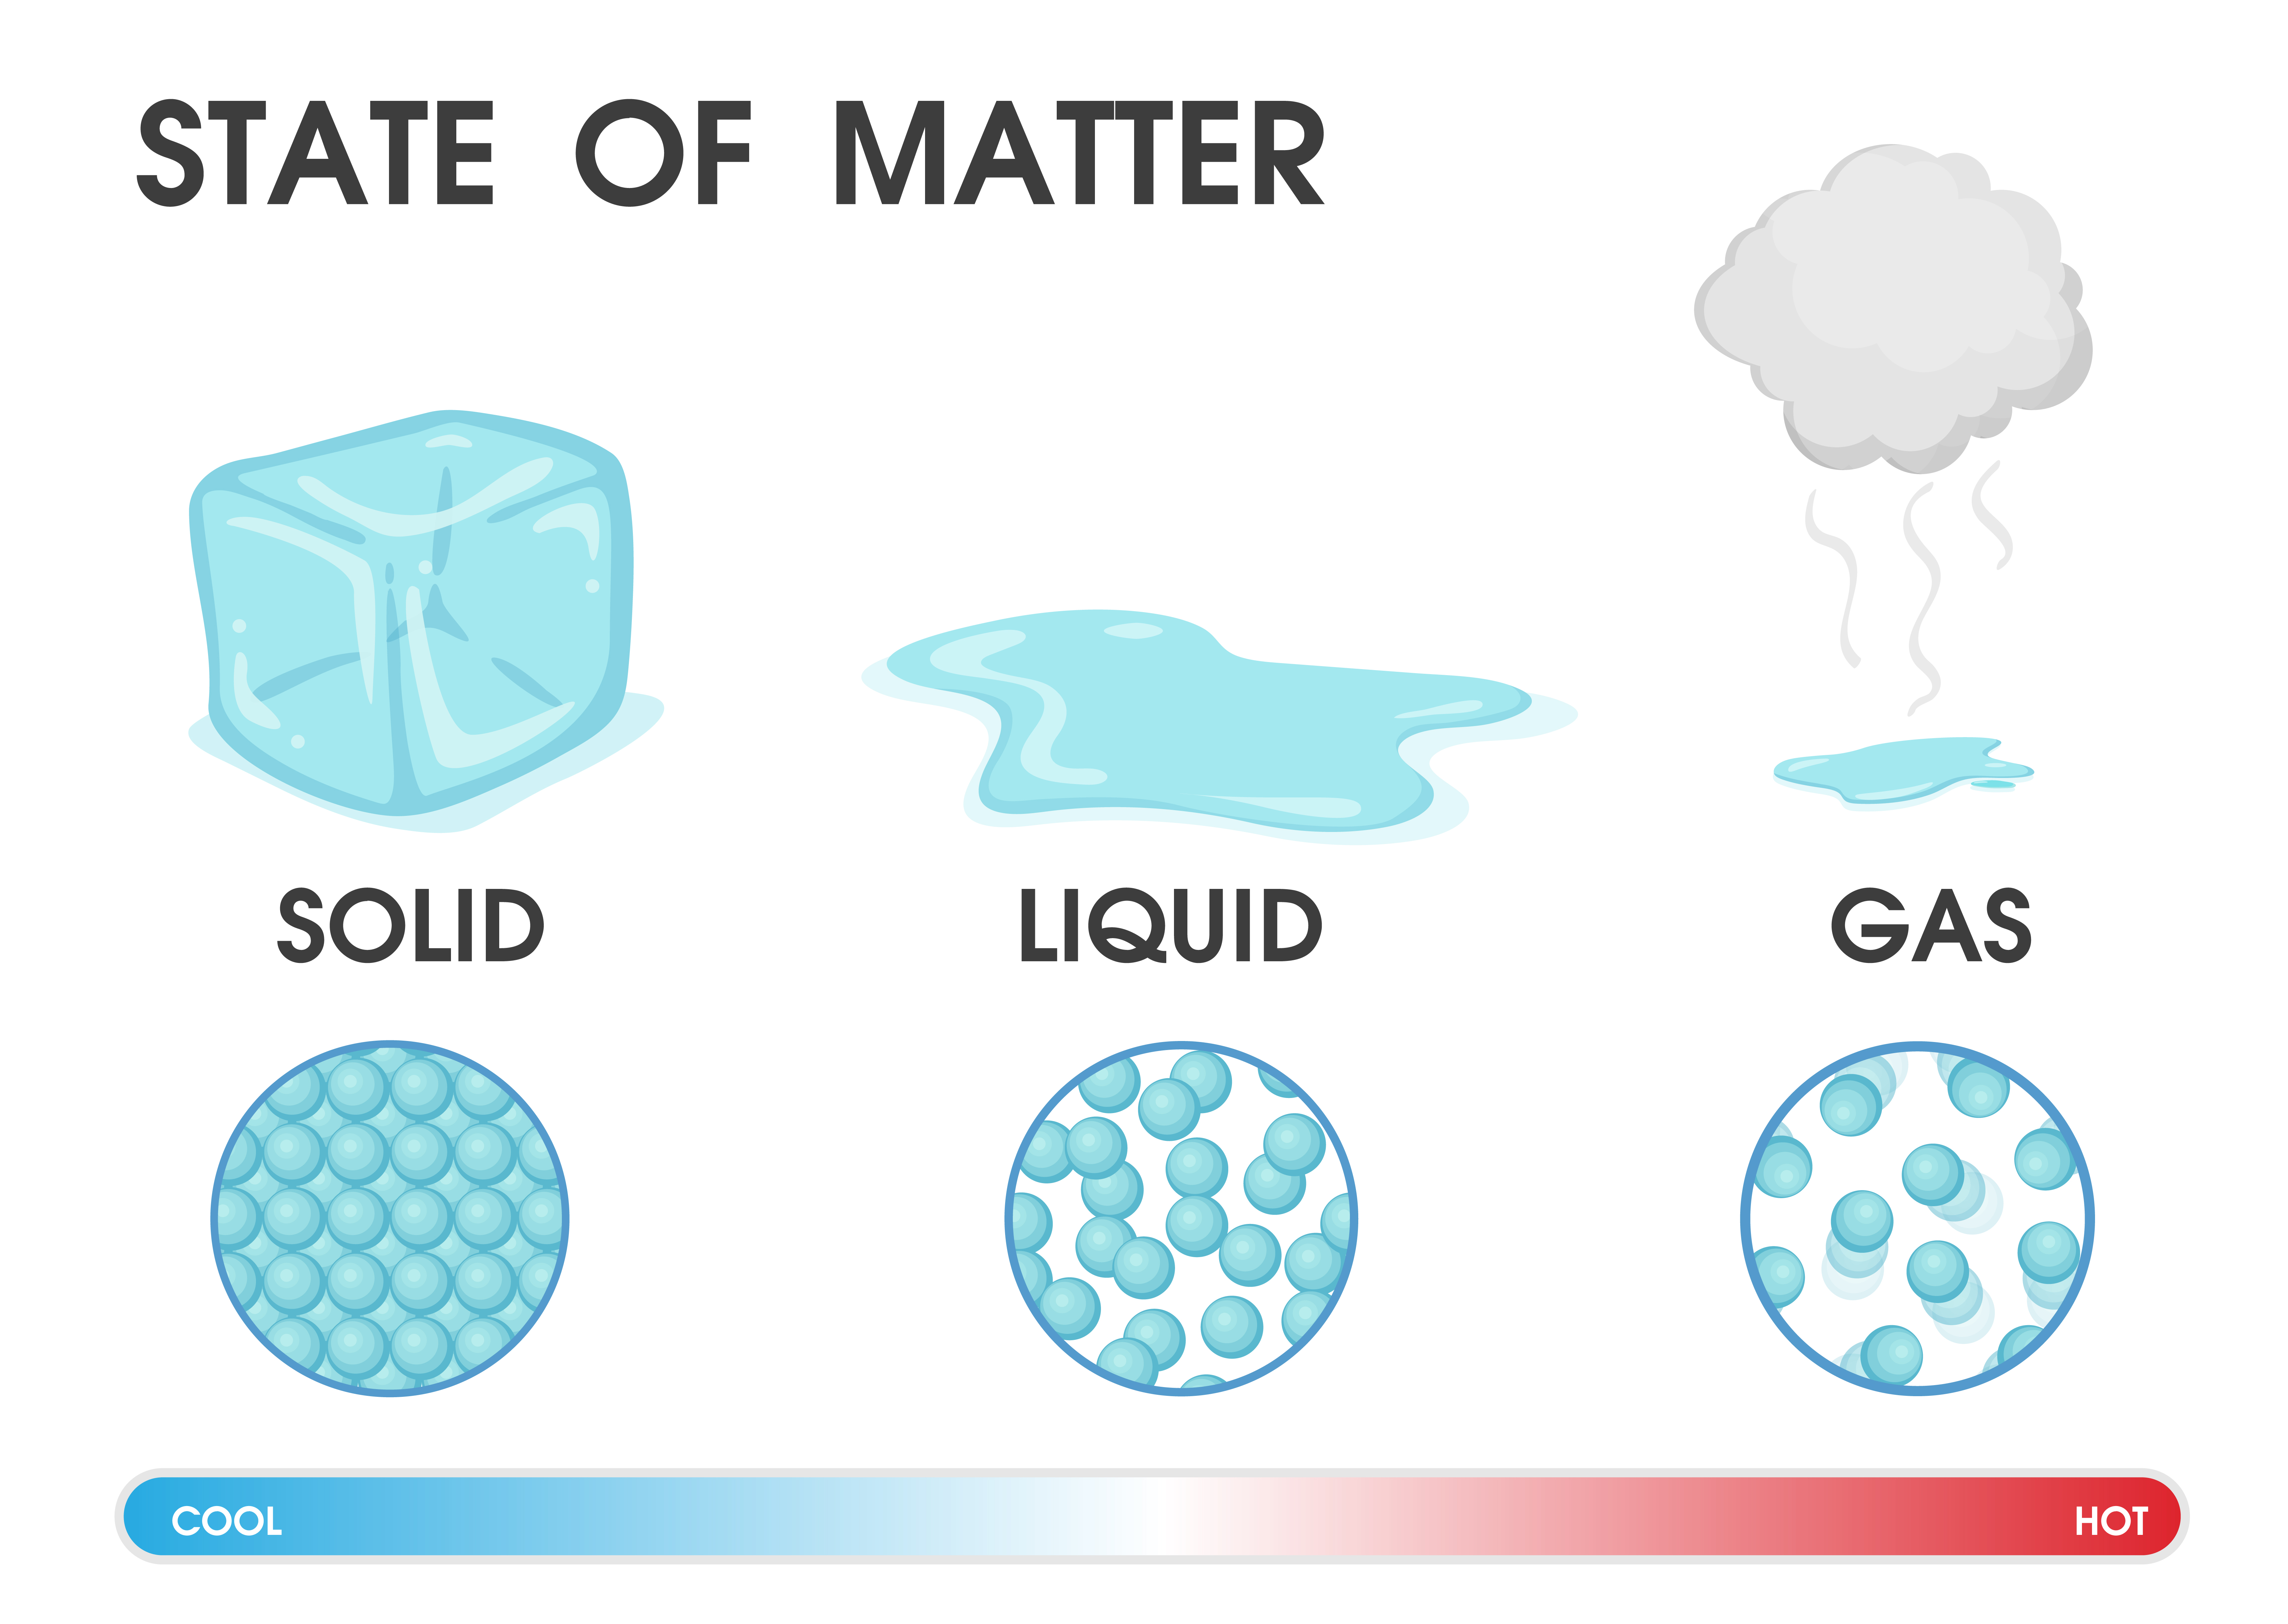 STATE OF MATTER
SOLID
LIQUID
GAS
COOL
HOT